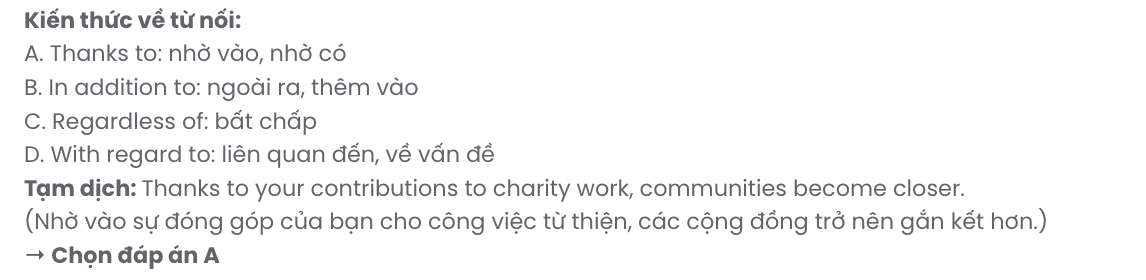 Kiến thức về từ nối:
A. Thanks to: nhờ vào, nhờ có
B. In addition to: ngoài ra, thêm vào
C. Regardless of: bất chấp
D. With regard to: liên quan đến, về vấn đề
Tạm dịch: Thanks to your contributions to charity work, communities become closer.
(Nhờ vào sự đóng góp của bạn cho công việc từ thiện, các cộng đồng trở nên gắn kết hơn.)
→ Chọn đáp án A